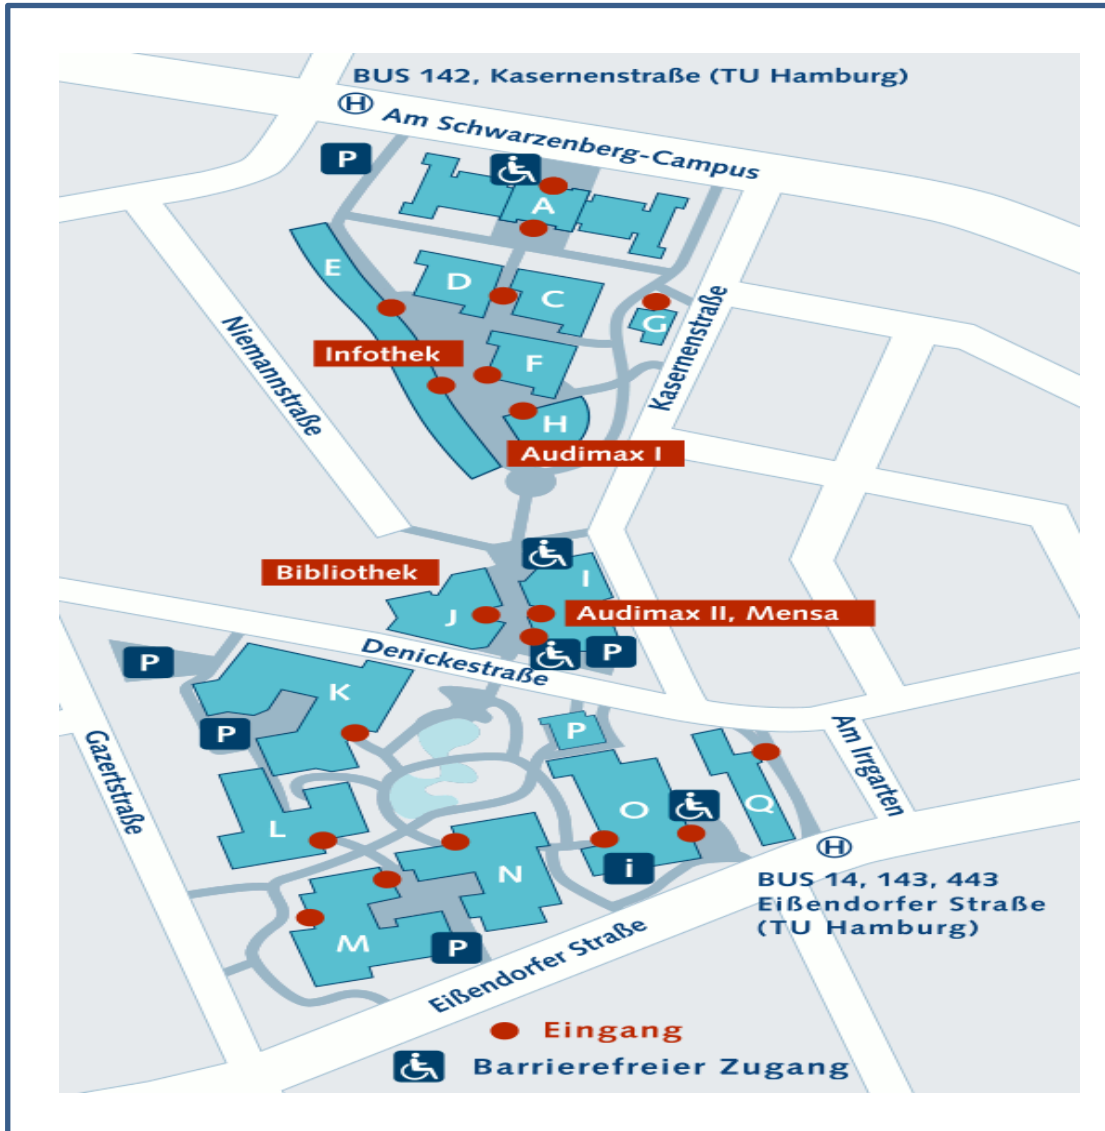 BUS 142, Kasernenstraße (TU Hamburg)
H
Am Schwarzenberg-Campus
P
A
E
D
C
G
Niemannstraße
Infothek
F
Kasernenstraße
H
Audimax I
Bibliothek
I
J
Audimax II, Mensa
Denickestraße
P
P
K
P
P
Gazertstraße
Am Irrgarten
L
O
Q
H
i
N
BUS 14, 143, 443
Eißendorfer Straße
(TU Hamburg)
M
P
Eißendorfer Straße
Eingang
Barrierefreier Zugang